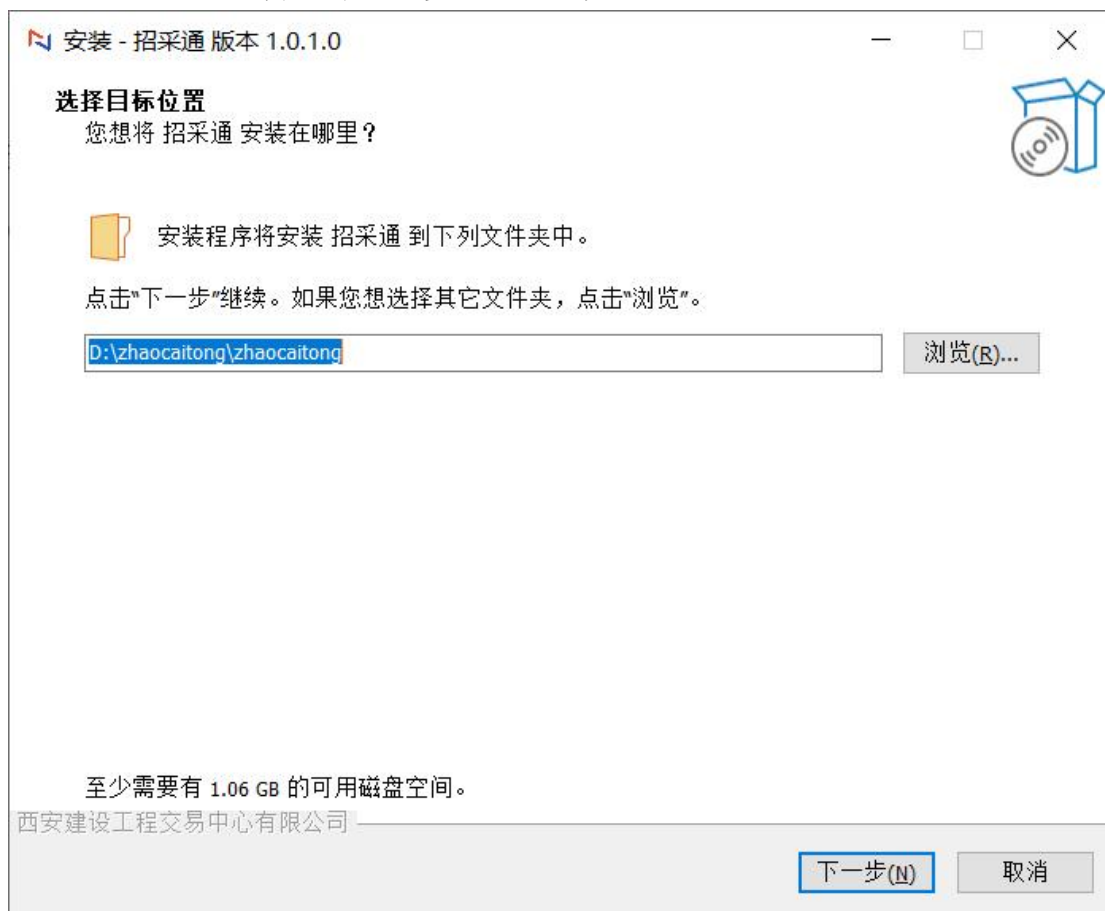 安装 - 招采通 版本 1.0.1.0
选择目标位置
您想将 招采通 安装在哪里？
安装程序将安装 招采通 到下列文件夹中。
点击“下一步”继续。如果您想选择其它文件夹，点击“浏览”。
D:\zhaocaitong\zhaocaitong
浏览(R)...
至少需要有 1.06 GB 的可用磁盘空间。
西安建设工程交易中心有限公司
下一步(N)
取消